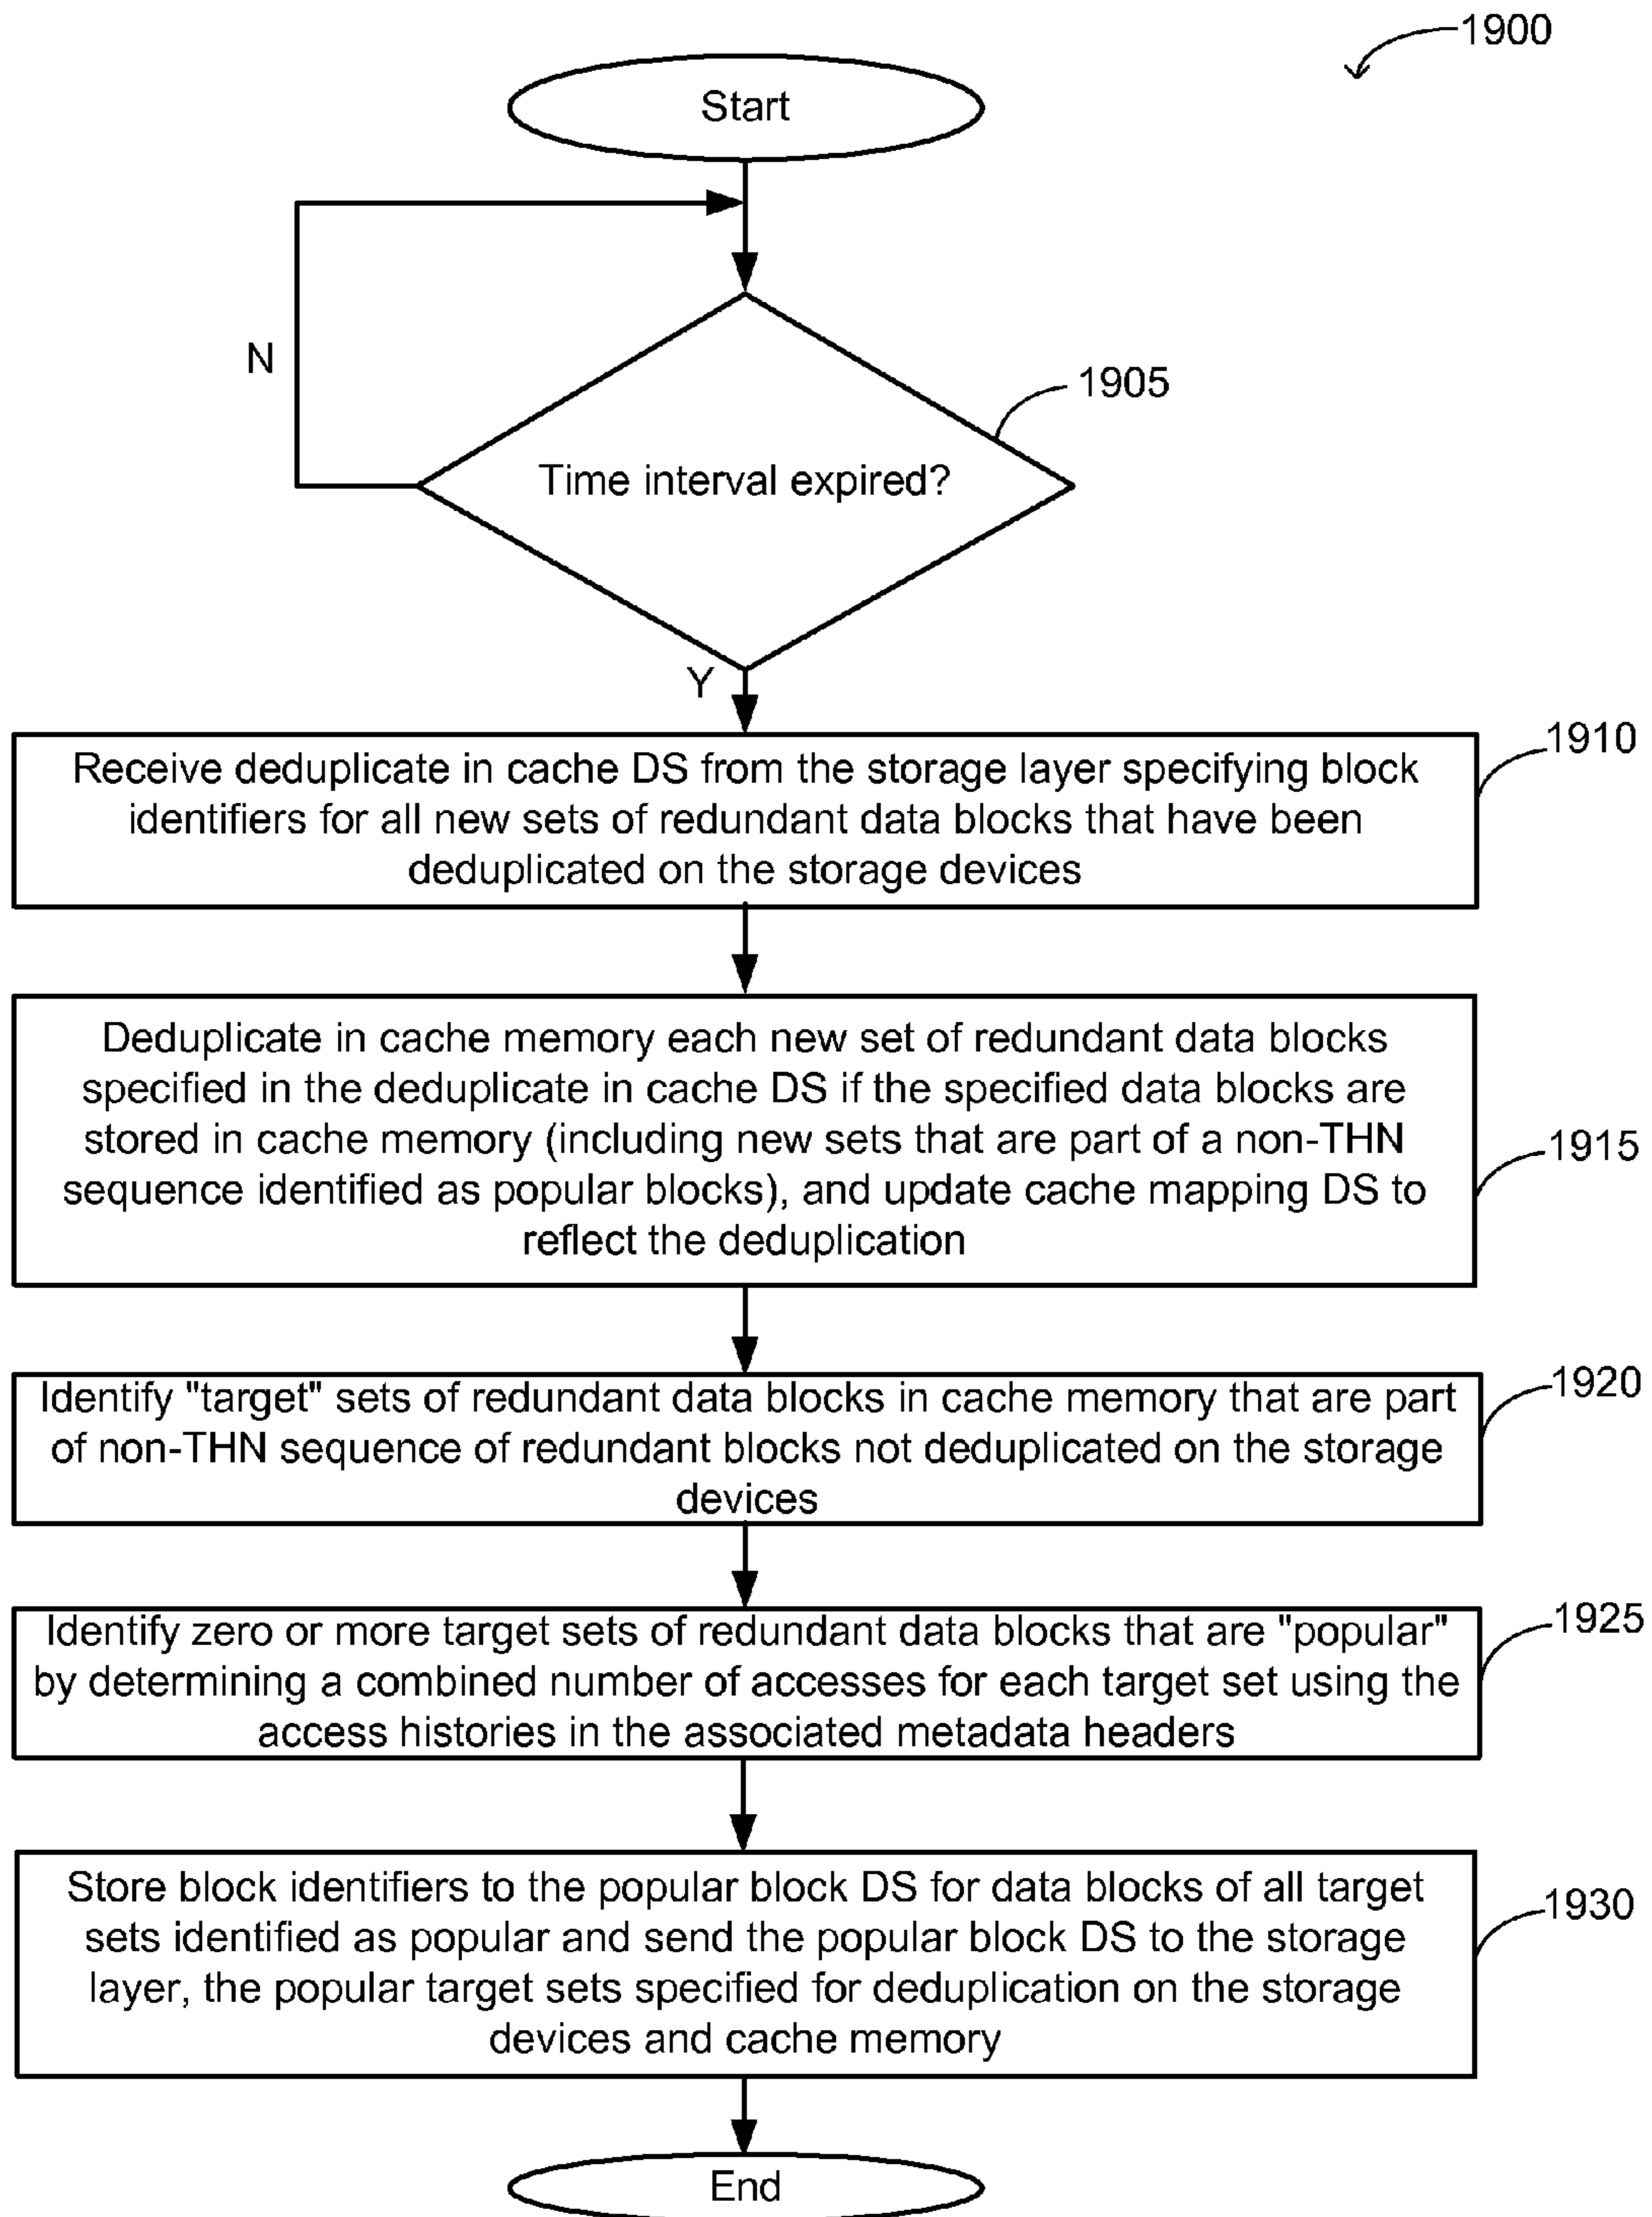 1900
Start
N
1905
Time interval expired?
Y
1910
Receive deduplicate in cache DS from the storage layer specifying block
identifiers for all new sets of redundant data blocks that have been
deduplicated on the storage devices
Deduplicate in cache memory each new set of redundant data blocks
specified in the deduplicate in cache DS if the specified data blocks are
stored in cache memory (including new sets that are part of a non-THN
sequence identified as popular blocks), and update cache mapping DS to
reflect the deduplication
1915
1920
Identify "target" sets of redundant data blocks in cache memory that are part
of non-THN sequence of redundant blocks not deduplicated on the storage
devices
1925
Identify zero or more target sets of redundant data blocks that are "popular"
by determining a combined number of accesses for each target set using the
access histories in the associated metadata headers
Store block identifiers to the popular block DS for data blocks of all target
sets identified as popular and send the popular block DS to the storage
layer, the popular target sets specified for deduplication on the storage
devices and cache memory
1930
End